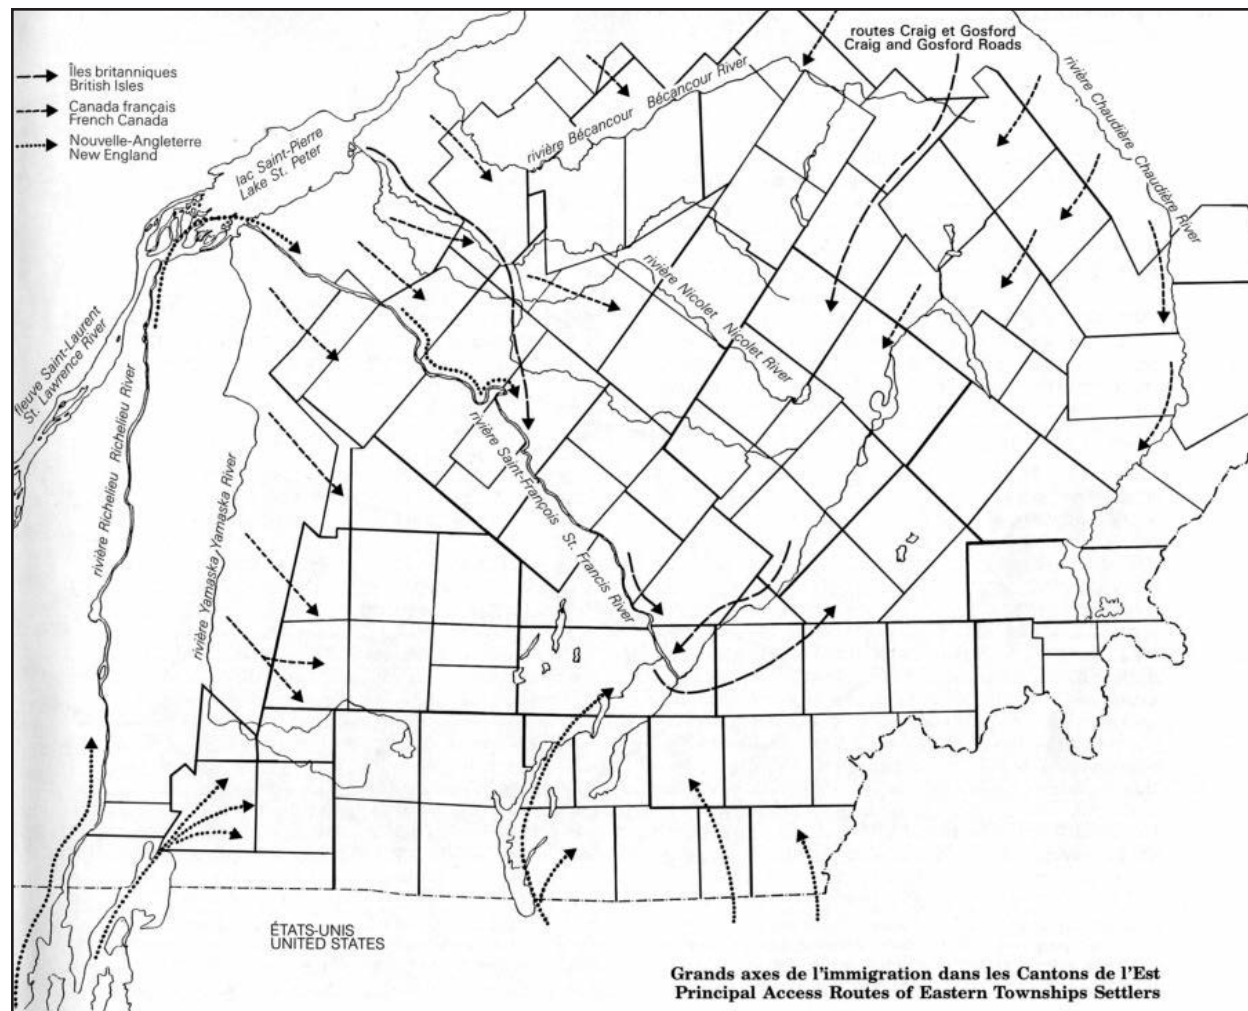 routes Craig et Gosford
Craig and Gosford Roads
Îles britanniques
British Isles
Canada français
French Canada
Nouvelle-Angleterre
New England
lac Saint-Pierre
Lake St. Peter
rivière Bécancour Bécancour River
rivière Chaudière Chaudière River
rivière Nicolet Nicolet River
fleuve Saint-Laurent
St. Lawrence River
rivière Richelieu Richelieu River
rivière Yamaska Yamaska River
rivière Saint-François St. Francis River
ÉTATS-UNIS
UNITED STATES
Grands axes de l'immigration dans les Cantons de l'Est
Principal Access Routes of Eastern Townships Settlers